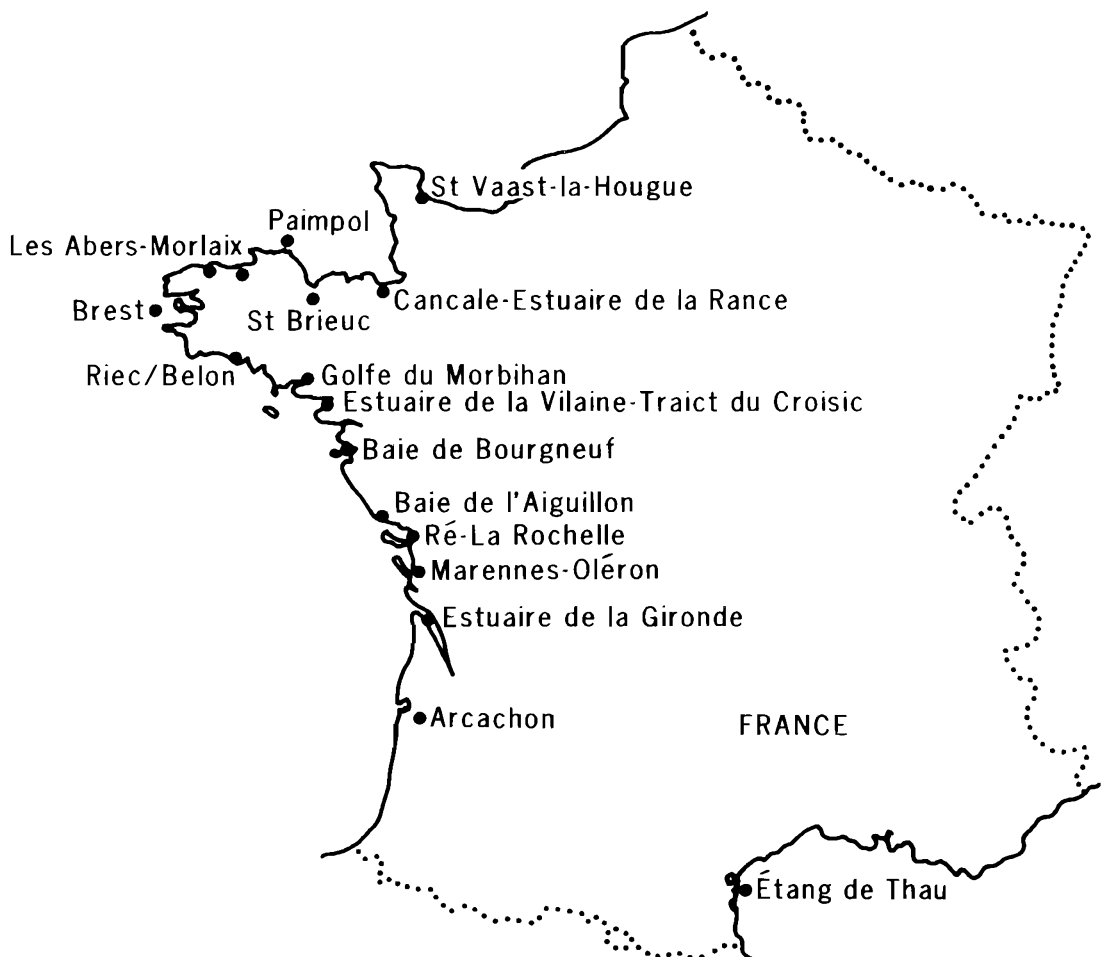 St Vaast-la-Hougue
Paimpol
Les Abers-Morlaix
Cancale-Estuaire de la Rance
Brest
St Brieuc
Riec/Belon
Golfe du Morbihan
Estuaire de la Vilaine-Traict du Croisic
Baie de Bourgneuf
Baie de l'Aiguillon
Ré-La Rochelle
Marennes-Oléron
Estuaire de la Gironde
Arcachon
FRANCE
Étang de Thau